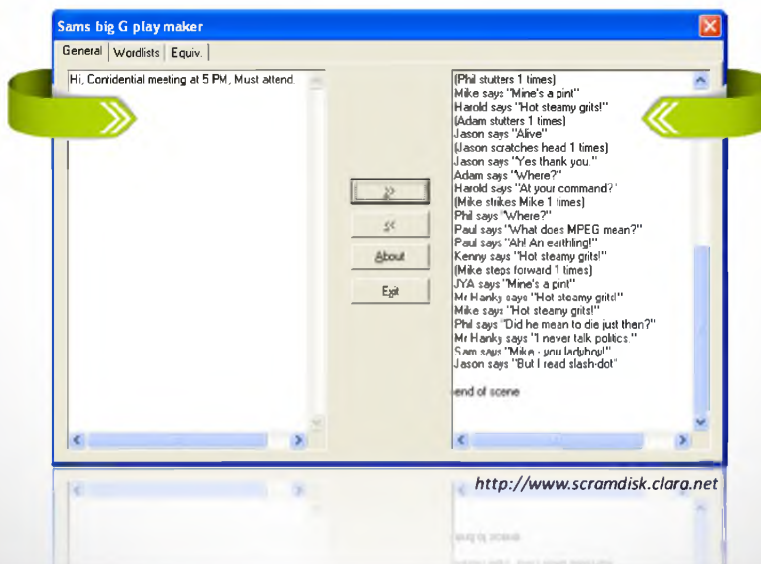 Sams big G play maker
General Wordlists Equiv.
Hi, Confidential meeting at 5 PM, Must attend.
>>
<<
About
Exit
(Phil stutters 1 times)
Mike says "Mine's a pint"
Harold says "Hot steamy grits!"
(Adam stutters 1 times)
Jason says "Alive"
(Jason scratches head 1 times)
Jason says "Yes thank you."
Adam says "Where?"
Harold says "At your command?"
(Mike strikes Mike 1 times)
Phil says "Where?"
Paul says "What does MPEG mean?"
Paul says "Ah! An earthling!"
Kenny says "Hot steamy grits!"
(Mike steps forward 1 times)
JYA says "Mine's a pint"
Mr Hanky says "Hot steamy grits!"
Mike says "Hot steamy grits!"
Phil says "Did he mean to die just then?"
Mr Hanky says "I never talk politics."
Sam says "Mike - you ladyboy!"
Jason says "But I read slash-dot"
end of scene
http://www.scramdisk.clara.net